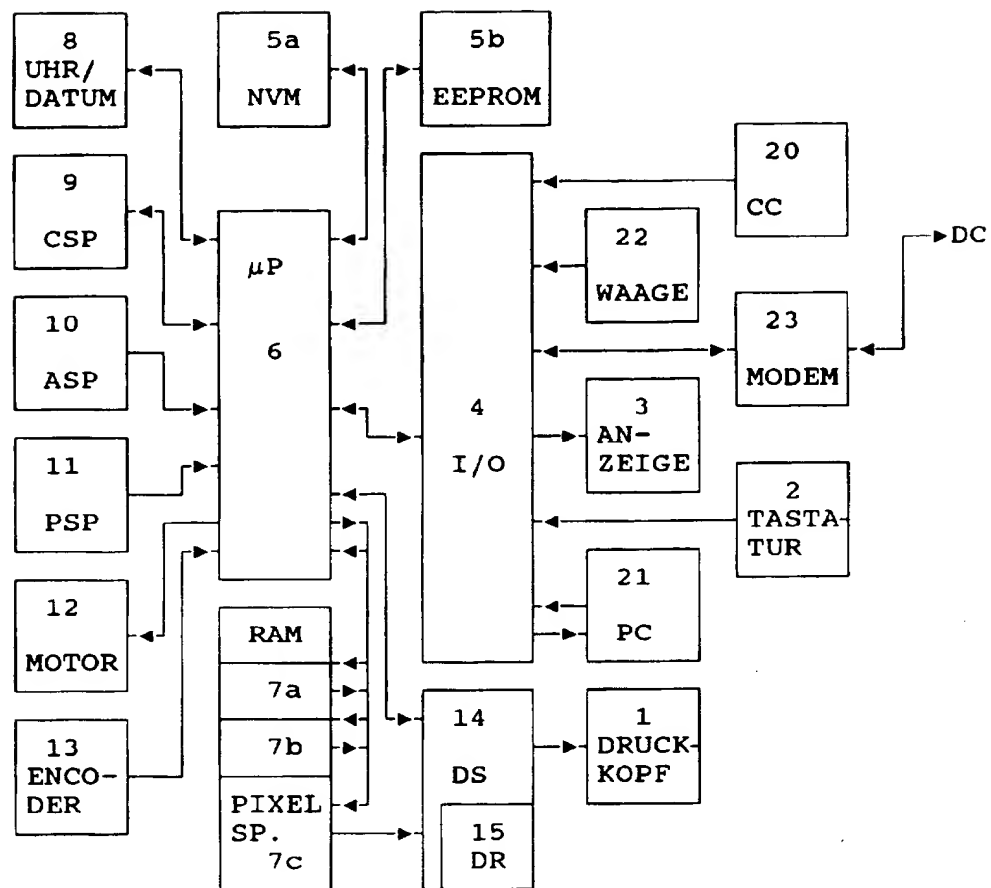 8
UHR/
DATUM
5a
NVM
5b
EEPROM
9
CSP
10
ASP
11
PSP
12
MOTOR
13
ENCO-
DER
μP
6
RAM
7a
7b
PIXEL
SP.
7c
4
I/O
14
DS
15
DR
20
CC
22
WAAGE
DC
23
MODEM
3
AN-
ZEIGE
2
TASTA-
TUR
21
PC
1
DRUCK-
KOPF